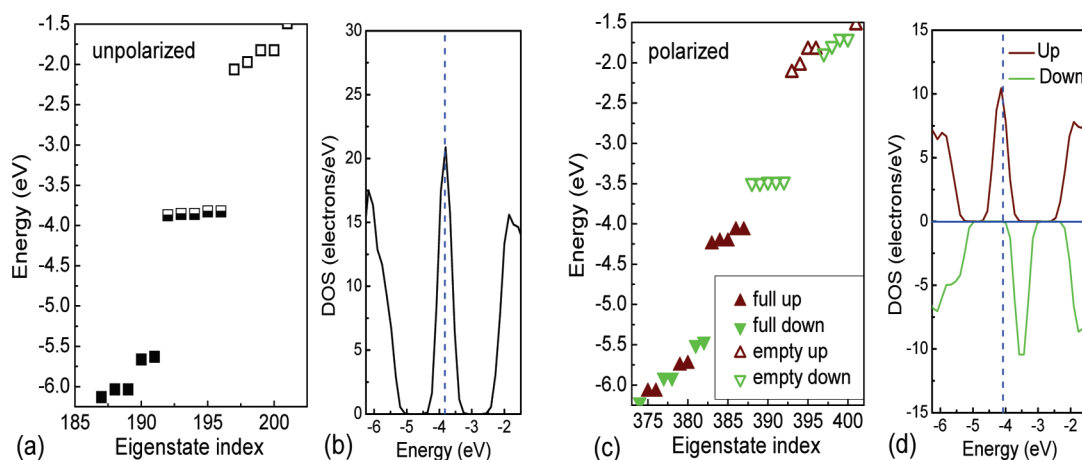 unpolarized
-1.5
-2.0
-2.5
-3.0
-3.5
-4.0
-4.5
-5.0
-5.5
-6.0
Energy (eV)
185 190 195 200
Eigenstate index
(a)
30
25
20
15
10
5
0
DOS (electrons/eV)
-6 -5 -4 -3 -2
Energy (eV)
(b)
polarized
-1.5
-2.0
-2.5
-3.0
-3.5
-4.0
-4.5
-5.0
-5.5
-6.0
Energy (eV)
full up
full down
empty up
empty down
375 380 385 390 395 400
Eigenstate index
(c)
15
10
5
0
-5
-10
-15
DOS (electrons/eV)
Up
Down
-6 -5 -4 -3 -2
Energy (eV)
(d)